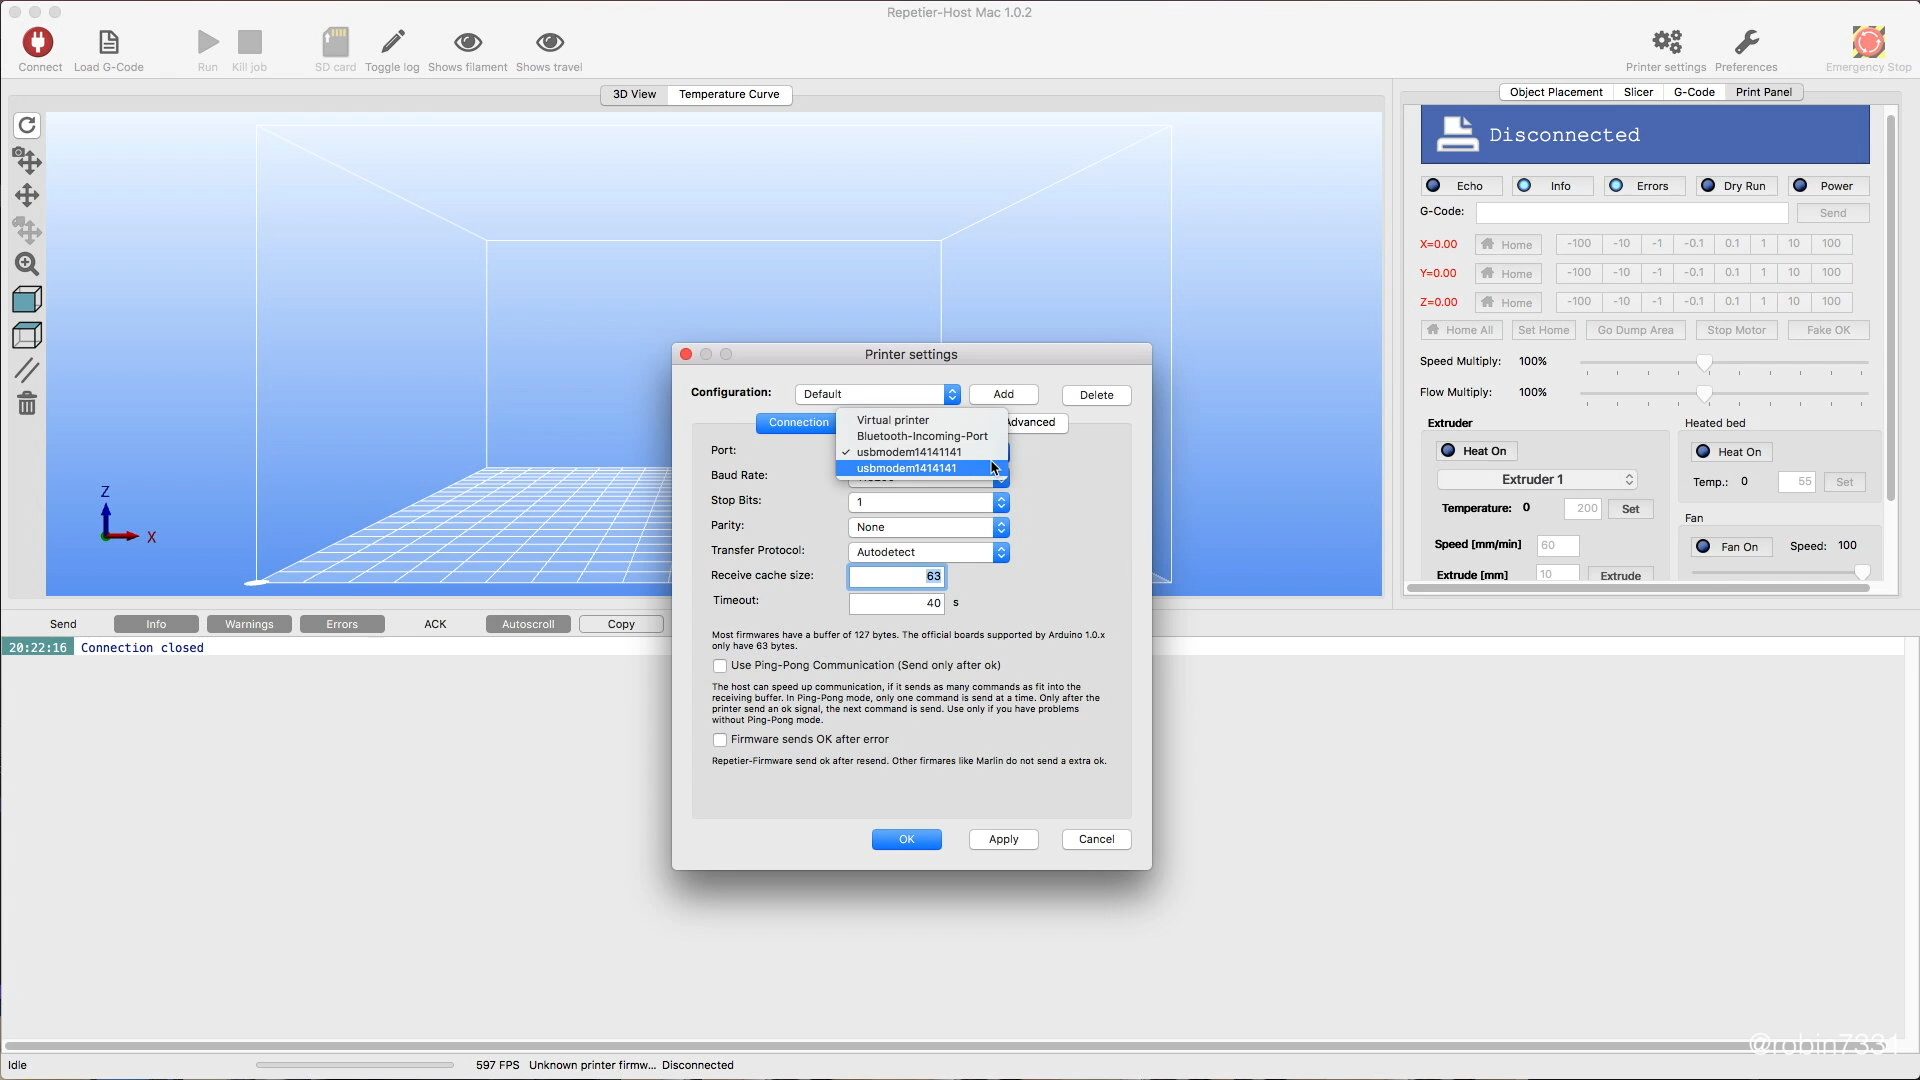 Repetier-Host Mac 1.0.2
Connect
Load G-Code
Run
Kill job
SD card
Toggle log
Shows filament
Shows travel
Printer settings
Preferences
Emergency Stop
3D View
Temperature Curve
Object Placement
Slicer
G-Code
Print Panel
Disconnected
Echo
Info
Errors
Dry Run
Power
G-Code:
Send
X=0.00 Home -100 -10 -1 -0.1 0.1 1 10 100
Y=0.00 Home -100 -10 -1 -0.1 0.1 1 10 100
Z=0.00 Home -100 -10 -1 -0.1 0.1 1 10 100
Home All
Set Home
Go Dump Area
Stop Motor
Fake OK
Speed Multiply: 100%
Flow Multiply: 100%
Extruder
Heat On
Extruder 1
Temperature: 0 200 Set
Speed [mm/min] 60
Extrude [mm] 10 Extrude
Heated bed
Heat On
Temp.: 0 55 Set
Fan
Fan On
Speed: 100
Z
X
Printer settings
Configuration: Default Add Delete
Connection
Advanced
Virtual printer
Bluetooth-Incoming-Port
✓ usbmodem14141141
usbmodem1414141
Port:
Baud Rate:
Stop Bits: 1
Parity: None
Transfer Protocol: Autodetect
Receive cache size: 63
Timeout: 40 s
Most firmwares have a buffer of 127 bytes. The official boards supported by Arduino 1.0.x
only have 63 bytes.
Use Ping-Pong Communication (Send only after ok)
The host can speed up communication, if it sends as many commands as fit into the
receiving buffer. In Ping-Pong mode, only one command is send at a time. Only after the
printer send an ok signal, the next command is send. Use only if you have problems
without Ping-Pong mode.
Firmware sends OK after error
Repetier-Firmware send ok after resend. Other firmares like Marlin do not send a extra ok.
OK
Apply
Cancel
Send
Info
Warnings
Errors
ACK
Autoscroll
Copy
20:22:16 Connection closed
@robin7331
Idle
597 FPS
Unknown printer firmw...
Disconnected